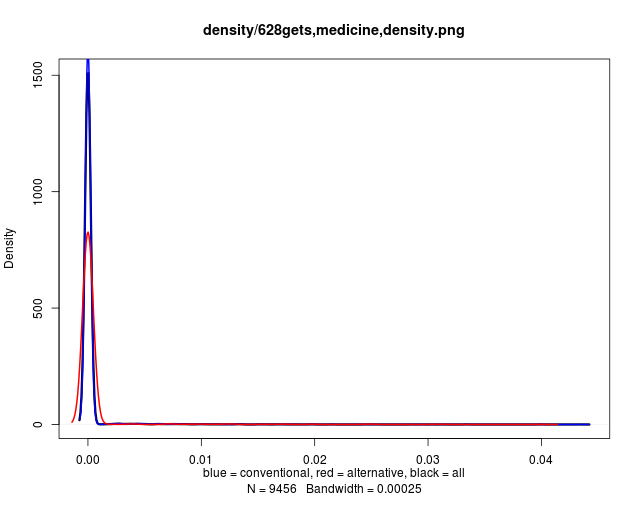 density/628gets,medicine,density.png
1500
1000
500
0
Density
0.00 0.01 0.02 0.03 0.04
blue = conventional, red = alternative, black = all
N = 9456 Bandwidth = 0.00025